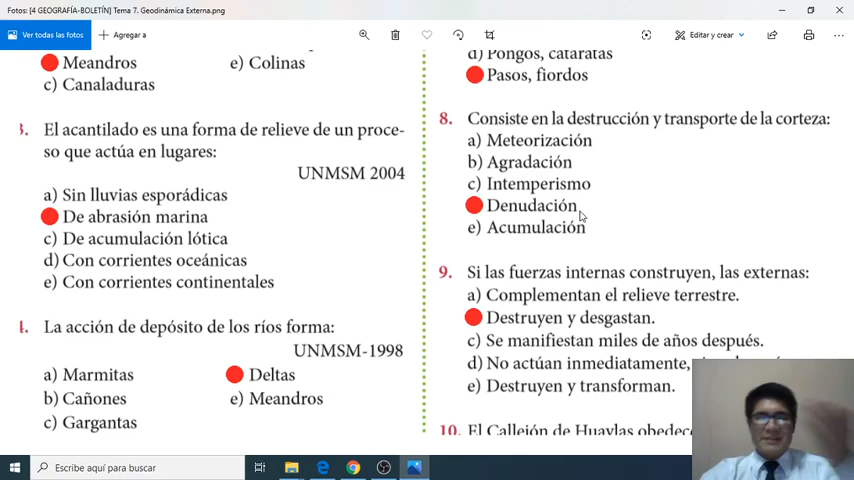 Fotos: [4 GEOGRAFÍA-BOLETÍN] Tema 7. Geodinámica Externa.png
Ver todas las fotos
Agregar a
Editar y crear
Meandros
e) Colinas
c) Canaladuras
3. El acantilado es una forma de relieve de un proce-
so que actúa en lugares:
UNMSM 2004
a) Sin lluvias esporádicas
De abrasión marina
c) De acumulación lótica
d) Con corrientes oceánicas
e) Con corrientes continentales
4. La acción de depósito de los ríos forma:
UNMSM-1998
a) Marmitas
Deltas
b) Cañones
e) Meandros
c) Gargantas
d) Pongos, cataratas
Pasos, fiordos
8. Consiste en la destrucción y transporte de la corteza:
a) Meteorización
b) Agradación
c) Intemperismo
Denudación
e) Acumulación
9. Si las fuerzas internas construyen, las externas:
a) Complementan el relieve terrestre.
Destruyen y desgastan.
c) Se manifiestan miles de años después.
d) No actúan inmediatamente,
e) Destruyen y transforman.
10. El Callejón de Huaylas obedece
Escribe aquí para buscar